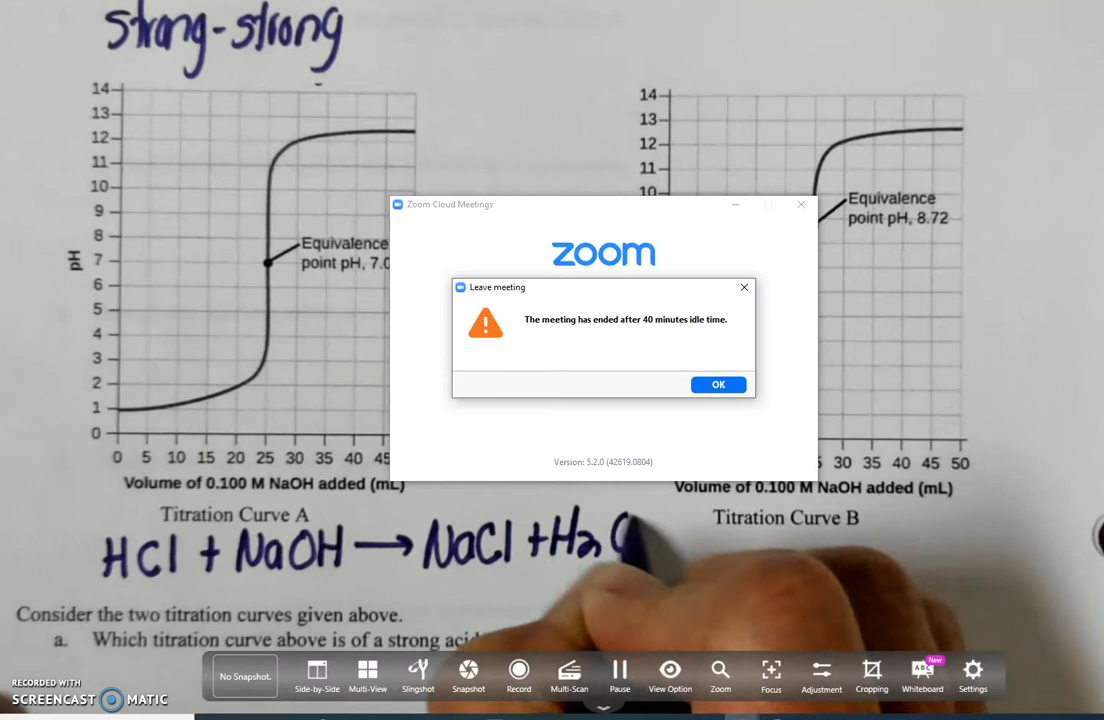 strong-strong
14
13
12
11
10
9
8
7
6
5
4
3
2
1
0
pH
Equivalence
point pH, 7.0
0 5 10 15 20 25 30 35 40 45
Volume of 0.100 M NaOH added (mL)
Titration Curve A
14
13
12
11
10
Equivalence
point pH, 8.72
30 35 40 45 50
Volume of 0.100 M NaOH added (mL)
Titration Curve B
Zoom Cloud Meetings
zoom
Leave meeting
The meeting has ended after 40 minutes idle time.
OK
Version: 5.2.0 (42619.0804)
HCl + NaOH → NaCl + H₂O
Consider the two titration curves given above.
a. Which titration curve above is of a strong acid
No Snapshot.
Side-by-Side
Multi-View
Slingshot
Snapshot
Record
Multi-Scan
Pause
View Option
Zoom
Focus
Adjustment
Cropping
New
ABC
Whiteboard
Settings
RECORDED WITH
SCREENCAST MATIC